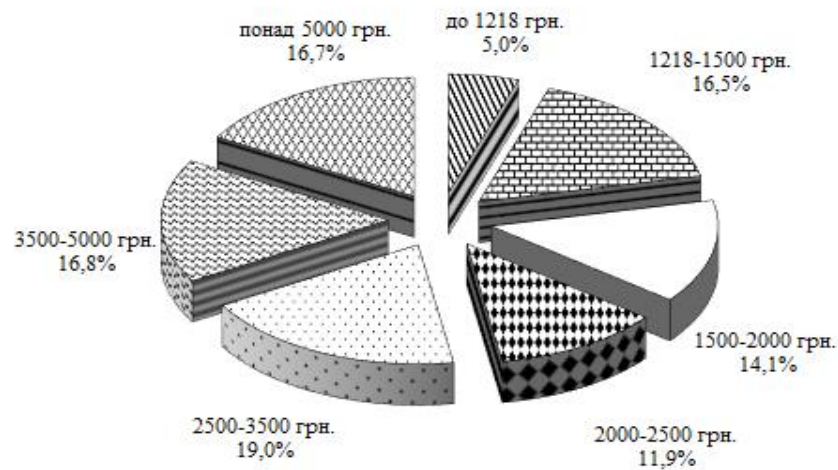 понад 5000 грн.
16,7%
до 1218 грн.
5,0%
1218-1500 грн.
16,5%
3500-5000 грн.
16,8%
1500-2000 грн.
14,1%
2500-3500 грн.
19,0%
2000-2500 грн.
11,9%